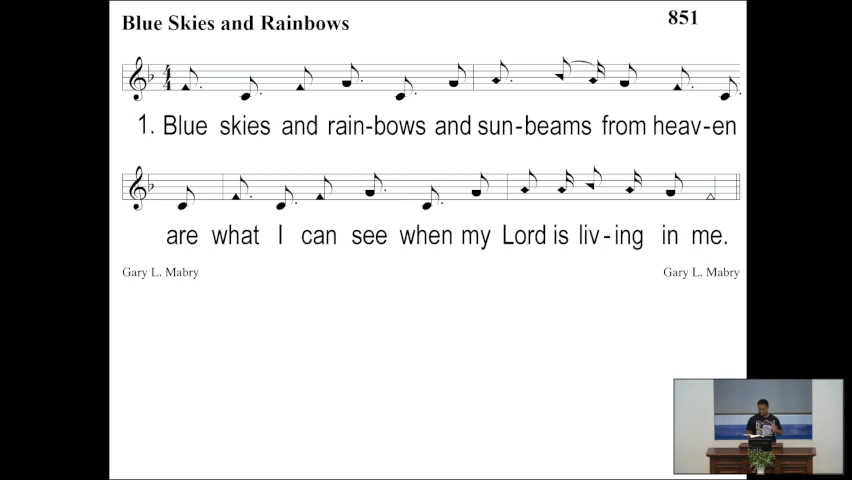 Blue Skies and Rainbows
851
1. Blue skies and rain-bows and sun-beams from heav-en
are what I can see when my Lord is liv-ing in me.
Gary L. Mabry
Gary L. Mabry